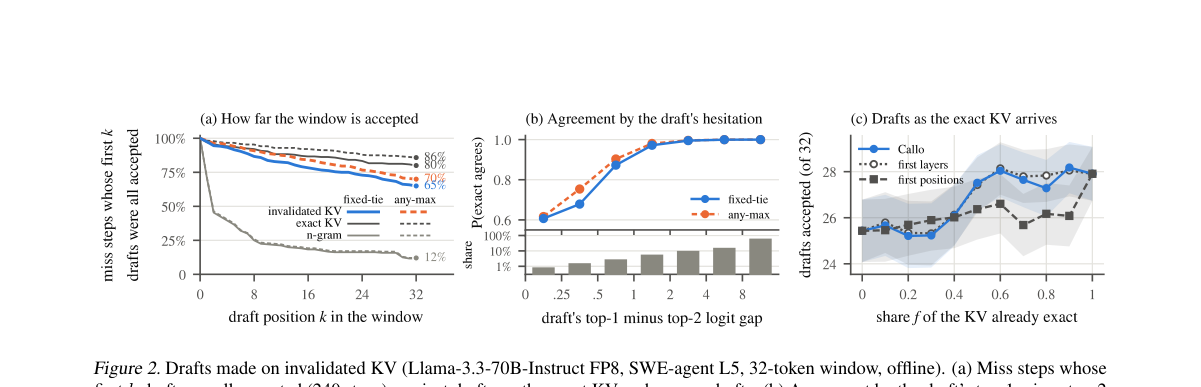 (a) How far the window is accepted
miss steps whose first k
drafts were all accepted
100%
75%
50%
25%
0
86%
80%
70%
65%
12%
fixed-tie any-max
invalidated KV
exact KV
n-gram
0 8 16 24 32
draft position k in the window
(b) Agreement by the draft's hesitation
P(exact agrees)
1.0
0.8
0.6
fixed-tie
any-max
share
100%
10%
1%
0 .25 .5 1 2 4 8
draft's top-1 minus top-2 logit gap
(c) Drafts as the exact KV arrives
drafts accepted (of 32)
28
26
24
Callo
first layers
first positions
0 0.2 0.4 0.6 0.8 1
share f of the KV already exact
Figure 2. Drafts made on invalidated KV (Llama-3.3-70B-Instruct FP8, SWE-agent L5, 32-token window, offline). (a) Miss steps whose